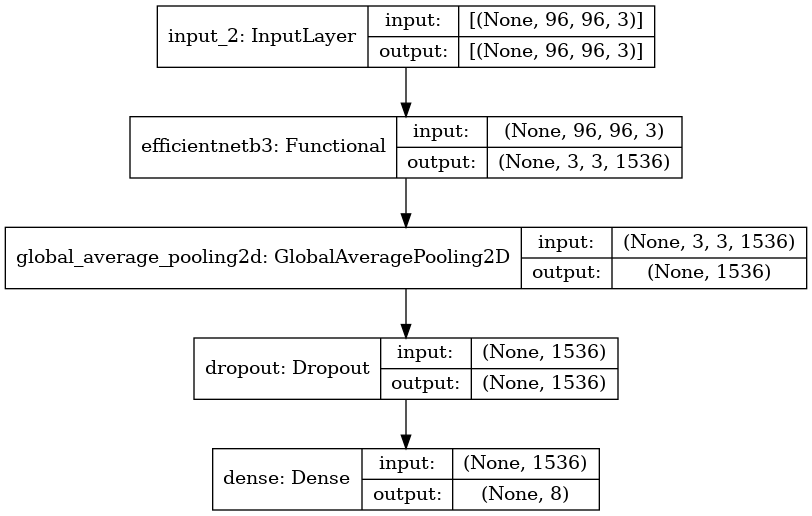 input_2: InputLayer
input: [(None, 96, 96, 3)]
output: [(None, 96, 96, 3)]
efficientnetb3: Functional
input: (None, 96, 96, 3)
output: (None, 3, 3, 1536)
global_average_pooling2d: GlobalAveragePooling2D
input: (None, 3, 3, 1536)
output: (None, 1536)
dropout: Dropout
input: (None, 1536)
output: (None, 1536)
dense: Dense
input: (None, 1536)
output: (None, 8)